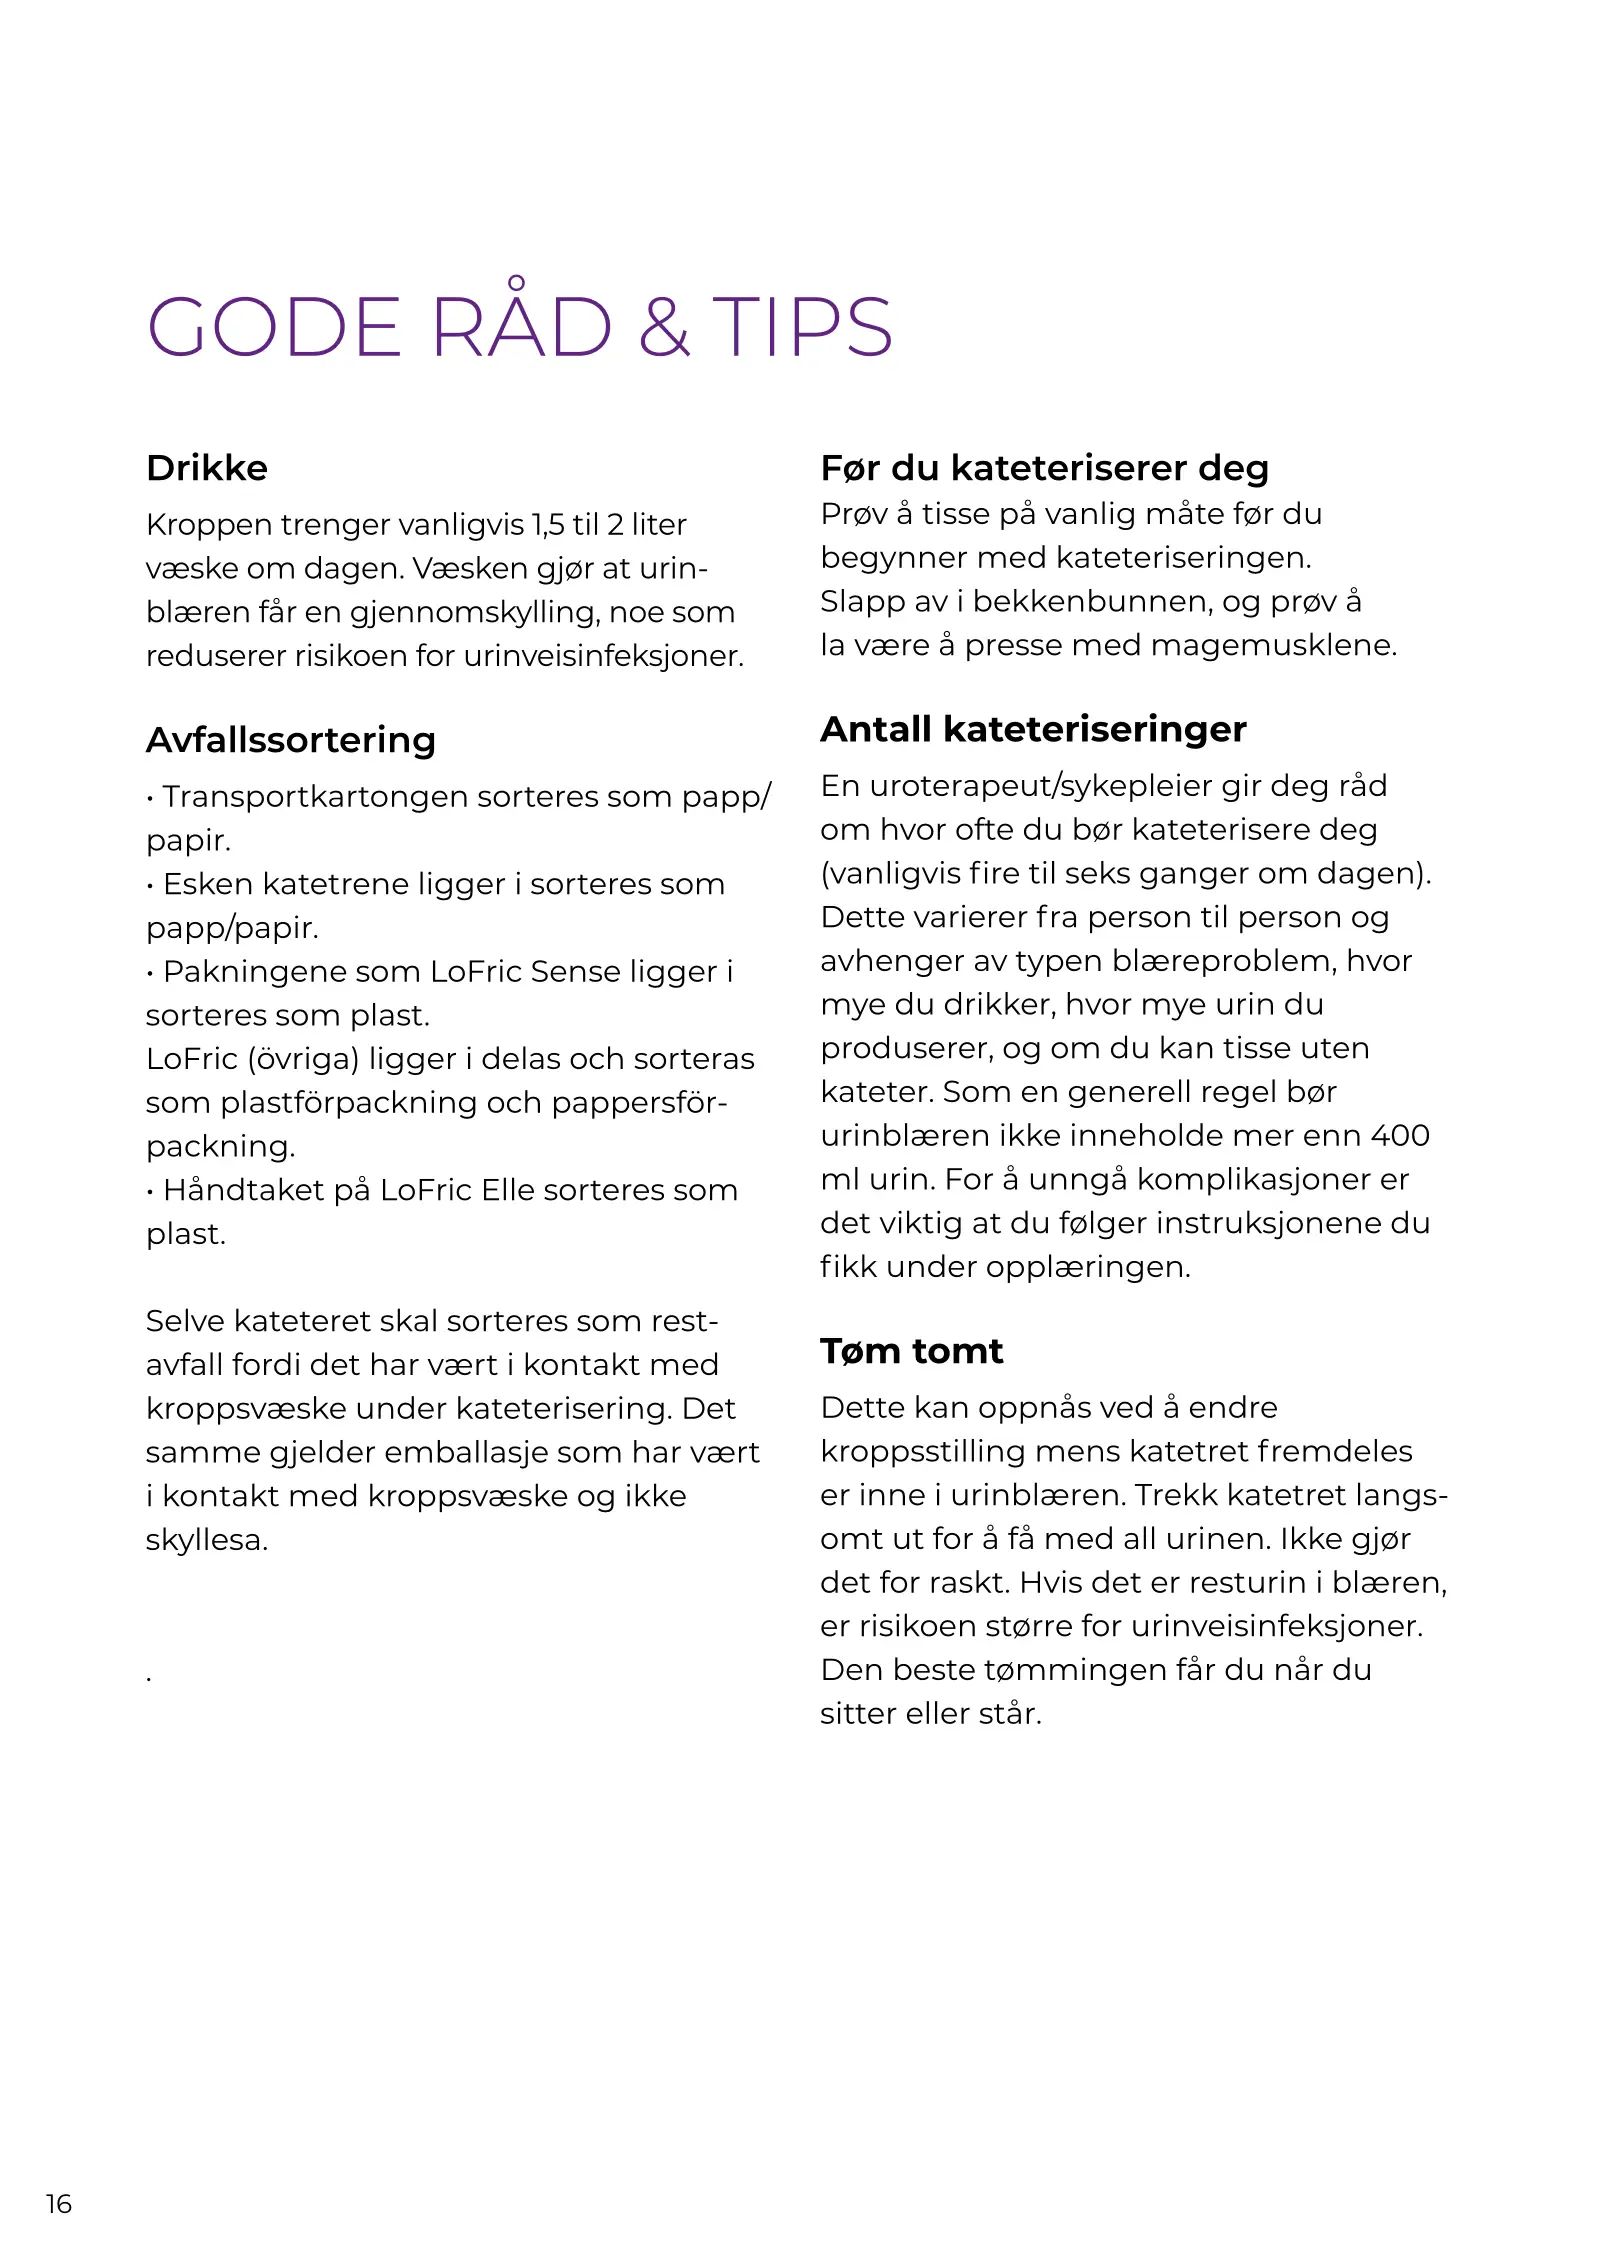 GODE RÅD & TIPS
Drikke
Kroppen trenger vanligvis 1,5 til 2 liter
væske om dagen. Væsken gjør at urin-
blæren får en gjennomskylling, noe som
reduserer risikoen for urinveisinfeksjoner.
Avfallssortering
• Transportkartongen sorteres som papp/
papir.
• Esken katetrene ligger i sorteres som
papp/papir.
• Pakningene som LoFric Sense ligger i
sorteres som plast.
LoFric (övriga) ligger i delas och sorteras
som plastförpackning och pappersför-
packning.
• Håndtaket på LoFric Elle sorteres som
plast.
Selve kateteret skal sorteres som rest-
avfall fordi det har vært i kontakt med
kroppsvæske under kateterisering. Det
samme gjelder emballasje som har vært
i kontakt med kroppsvæske og ikke
skyllesa.
.
Før du kateteriserer deg
Prøv å tisse på vanlig måte før du
begynner med kateteriseringen.
Slapp av i bekkenbunnen, og prøv å
la være å presse med magemusklene.
Antall kateteriseringer
En uroterapeut/sykepleier gir deg råd
om hvor ofte du bør kateterisere deg
(vanligvis fire til seks ganger om dagen).
Dette varierer fra person til person og
avhenger av typen blæreproblem, hvor
mye du drikker, hvor mye urin du
produserer, og om du kan tisse uten
kateter. Som en generell regel bør
urinblæren ikke inneholde mer enn 400
ml urin. For å unngå komplikasjoner er
det viktig at du følger instruksjonene du
fikk under opplæringen.
Tøm tomt
Dette kan oppnås ved å endre
kroppsstilling mens katetret fremdeles
er inne i urinblæren. Trekk katetret langs-
omt ut for å få med all urinen. Ikke gjør
det for raskt. Hvis det er resturin i blæren,
er risikoen større for urinveisinfeksjoner.
Den beste tømmingen får du når du
sitter eller står.
16